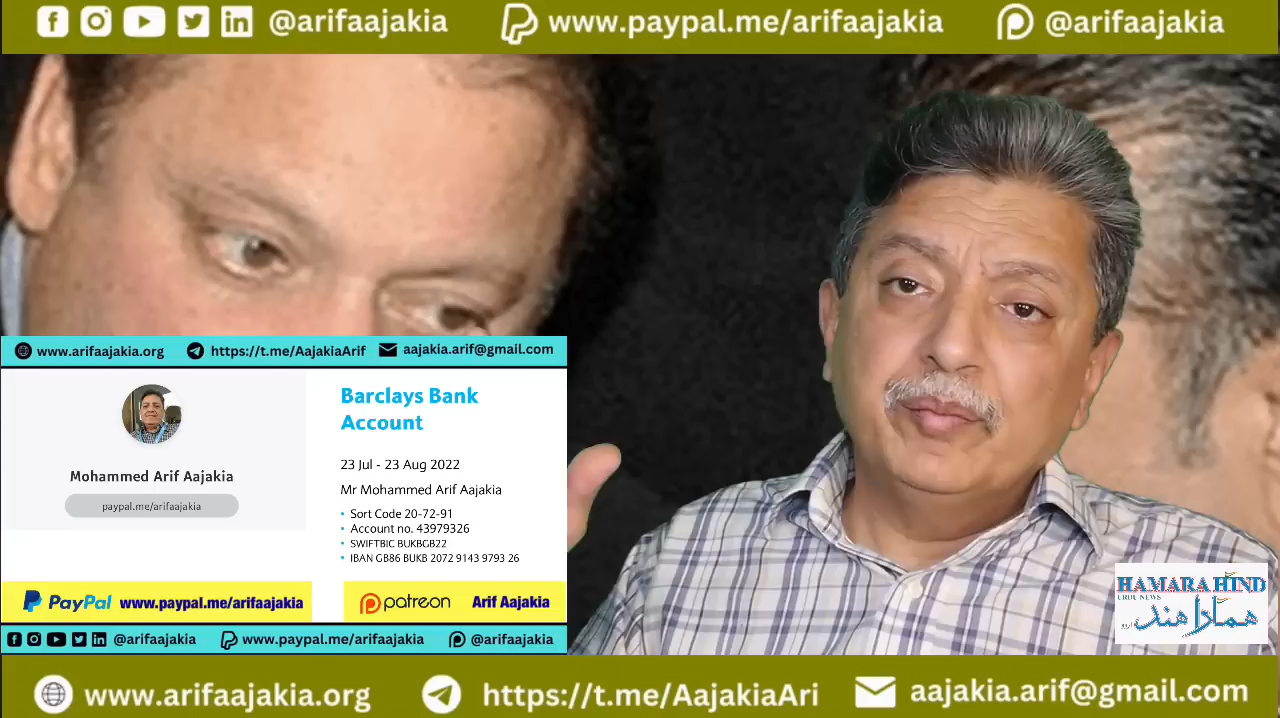 @arifaajakia www.paypal.me/arifaajakia @arifaajakia
www.arifaajakia.org https://t.me/AajakiaArif aajakia.arif@gmail.com
Mohammed Arif Aajakia
paypal.me/arifaajakia
Barclays Bank
Account
23 Jul - 23 Aug 2022
Mr Mohammed Arif Aajakia
• Sort Code 20-72-91
• Account no. 43979326
• SWIFTBIC BUKBGB22
• IBAN GB86 BUKB 2072 9143 9793 26
PayPal www.paypal.me/arifaajakia
patreon Arif Aajakia
@arifaajakia www.paypal.me/arifaajakia @arifaajakia
HAMARA HIND
URDU NEWS
ہمارا ہند
اردو
www.arifaajakia.org https://t.me/AajakiaAri aajakia.arif@gmail.com